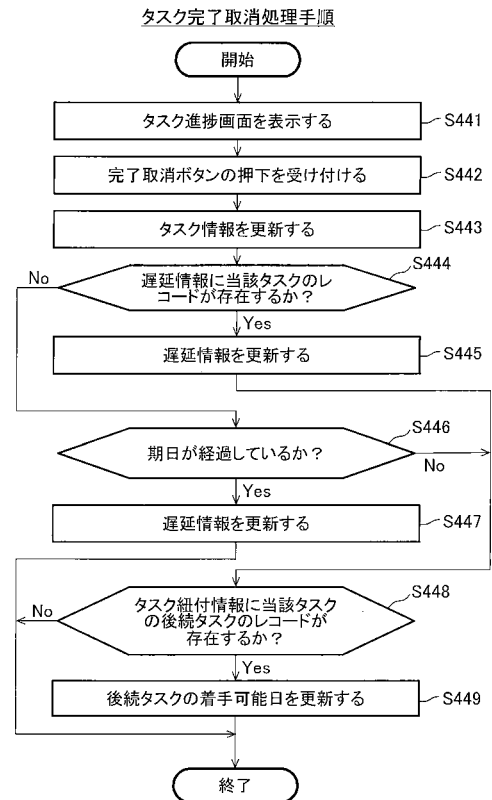 タスク完了取消処理手順
開始
タスク進捗画面を表示する
S441
完了取消ボタンの押下を受け付ける
S442
タスク情報を更新する
S443
S444
No
遅延情報に当該タスクのレ
コードが存在するか？
Yes
遅延情報を更新する
S445
S446
期日が経過しているか？
No
Yes
遅延情報を更新する
S447
S448
No
タスク紐付情報に当該タスク
の後続タスクのレコードが
存在するか？
Yes
後続タスクの着手可能日を更新する
S449
終了